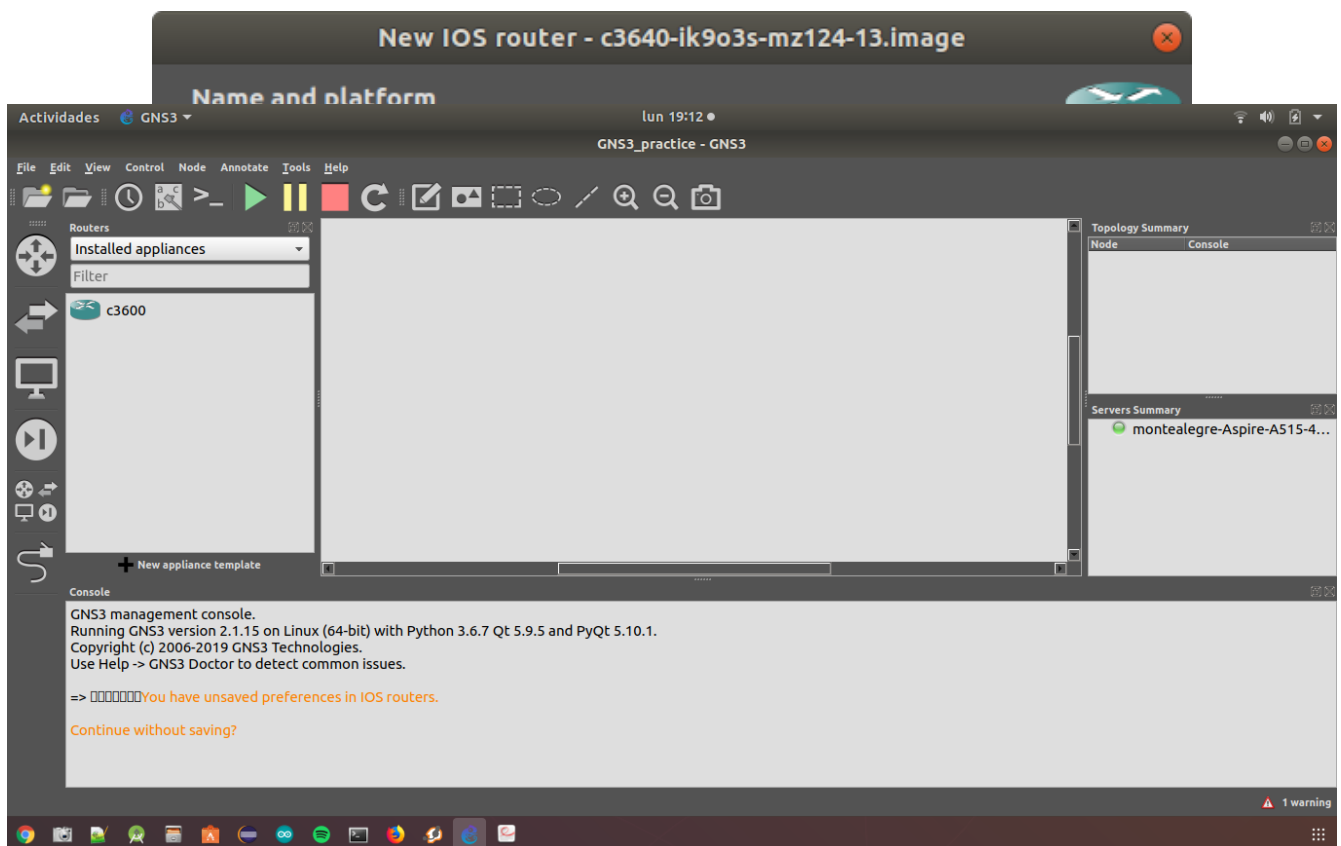 New IOS router - c3640-ik9o3s-mz124-13.image
Name and platform
Actividades GNS3 lun 19:12
GNS3_practice - GNS3
File Edit View Control Node Annotate Tools Help
Routers
Installed appliances
Filter
c3600
New appliance template
Topology Summary
Node Console
Servers Summary
montealegre-Aspire-A515-4...
Console
GNS3 management console.
Running GNS3 version 2.1.15 on Linux (64-bit) with Python 3.6.7 Qt 5.9.5 and PyQt 5.10.1.
Copyright (c) 2006-2019 GNS3 Technologies.
Use Help -> GNS3 Doctor to detect common issues.
=> You have unsaved preferences in IOS routers.
Continue without saving?
1 warning